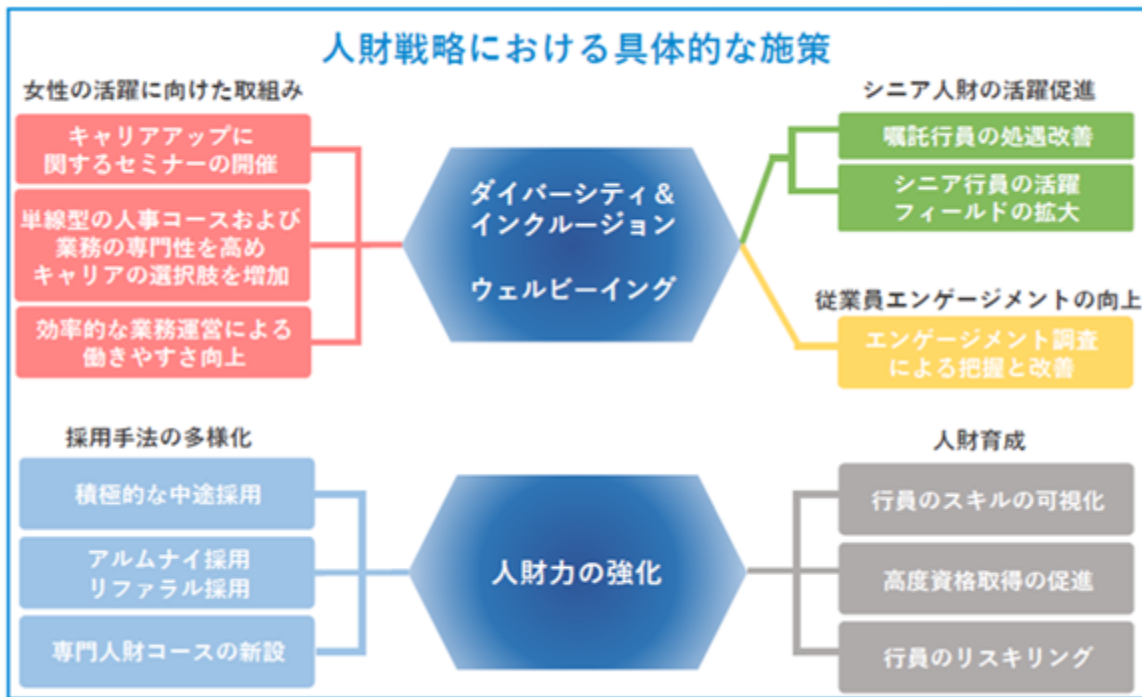 人財戦略における具体的な施策
女性の活躍に向けた取組み
キャリアアップに
関するセミナーの開催
単線型の人事コースおよび
業務の専門性を高め
キャリアの選択肢を増加
効率的な業務運営による
働きやすさ向上
ダイバーシティ&
インクルージョン
ウェルビーイング
シニア人財の活躍促進
嘱託行員の処遇改善
シニア行員の活躍
フィールドの拡大
従業員エンゲージメントの向上
エンゲージメント調査
による把握と改善
採用手法の多様化
積極的な中途採用
アルムナイ採用
リファラル採用
専門人財コースの新設
人財力の強化
人財育成
行員のスキルの可視化
高度資格取得の促進
行員のリスキリング